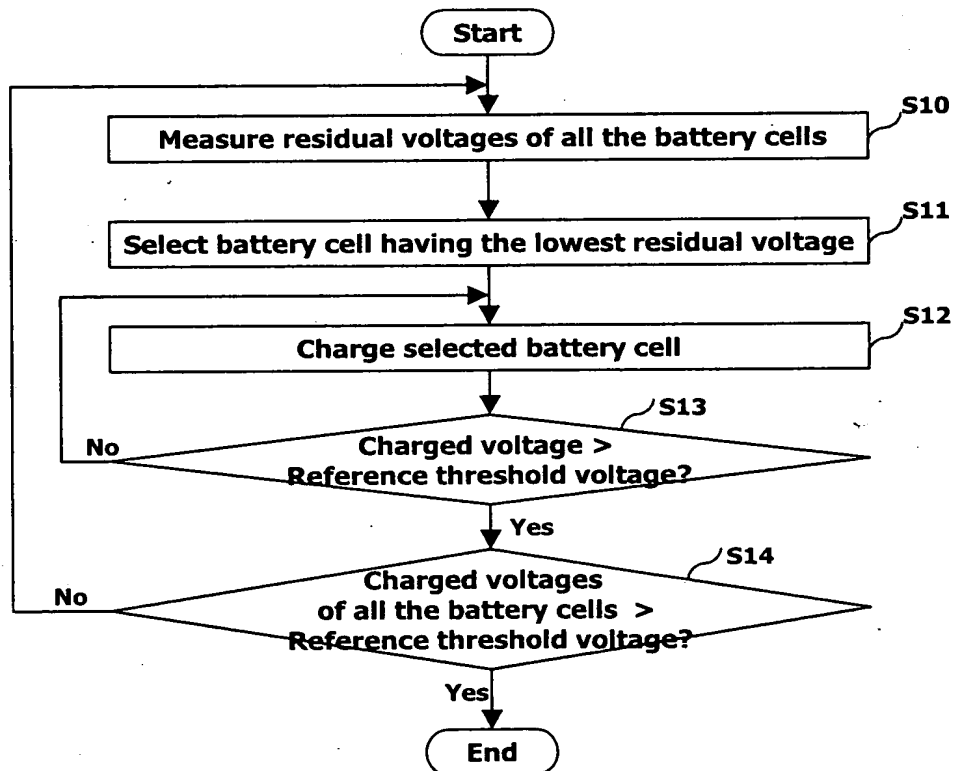 Start
S10
Measure residual voltages of all the battery cells
S11
Select battery cell having the lowest residual voltage
S12
Charge selected battery cell
S13
No
Charged voltage >
Reference threshold voltage?
Yes
S14
No
Charged voltages
of all the battery cells >
Reference threshold voltage?
Yes
End